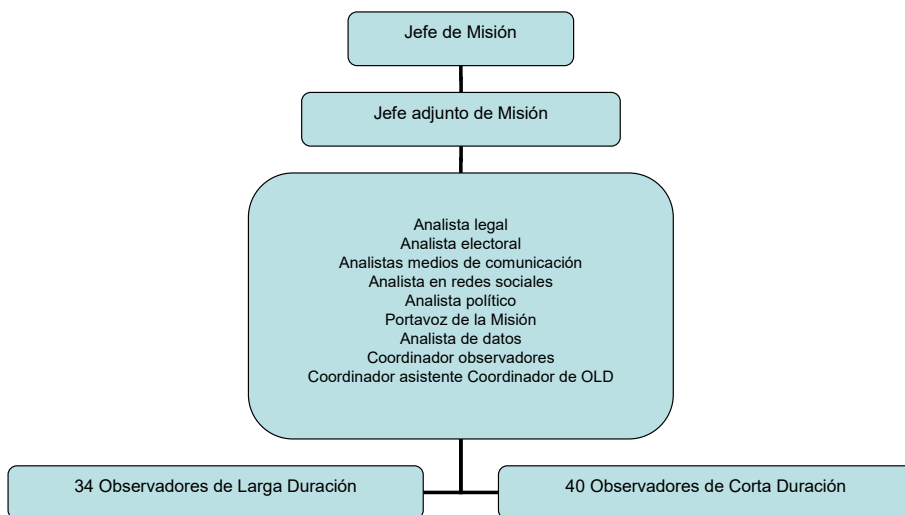 Jefe de Misión
Jefe adjunto de Misión
Analista legal
Analista electoral
Analistas medios de comunicación
Analista en redes sociales
Analista político
Portavoz de la Misión
Analista de datos
Coordinador observadores
Coordinador asistente Coordinador de OLD
34 Observadores de Larga Duración
40 Observadores de Corta Duración